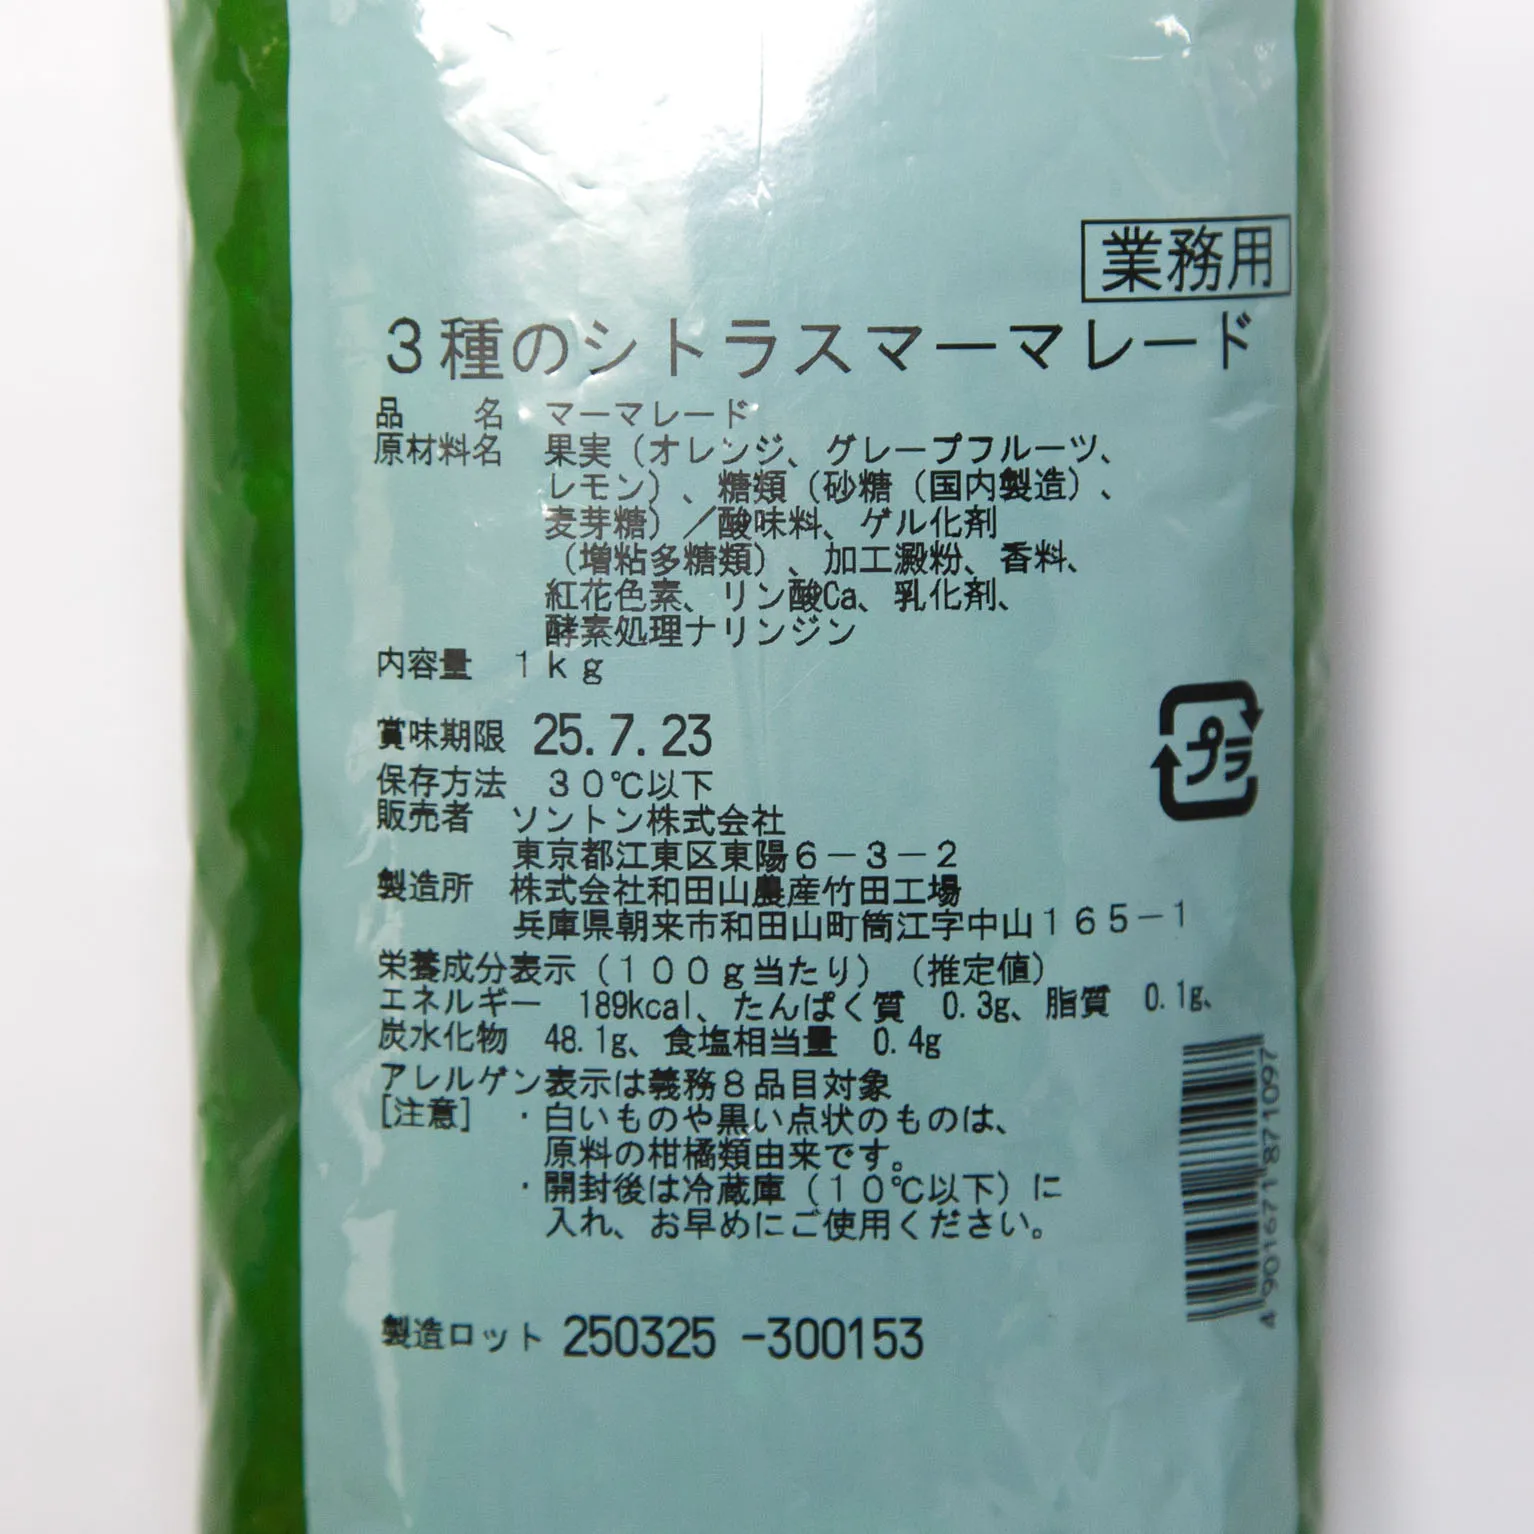 業務用
3種のシトラスマーマレード
品　名 マーマレード
原材料名 果実（オレンジ、グレープフルーツ、
レモン）、糖類（砂糖（国内製造）、
麦芽糖）／酸味料、ゲル化剤
（増粘多糖類）、加工澱粉、香料、
紅花色素、リン酸Ca、乳化剤、
酵素処理ナリンジン
内容量 1kg
賞味期限 25.7.23
保存方法 30℃以下
販売者 ソントン株式会社
東京都江東区東陽6－3－2
製造所 株式会社和田山農産竹田工場
兵庫県朝来市和田山町筒江字中山165－1
栄養成分表示（100g当たり）（推定値）
エネルギー 189kcal、たんぱく質 0.3g、脂質 0.1g、
炭水化物 48.1g、食塩相当量 0.4g
アレルゲン表示は義務8品目対象
[注意] ・白いものや黒い点状のものは、
原料の柑橘類由来です。
・開封後は冷蔵庫（10℃以下）に
入れ、お早めにご使用ください。
製造ロット 250325 -300153
プラ
4901671871097